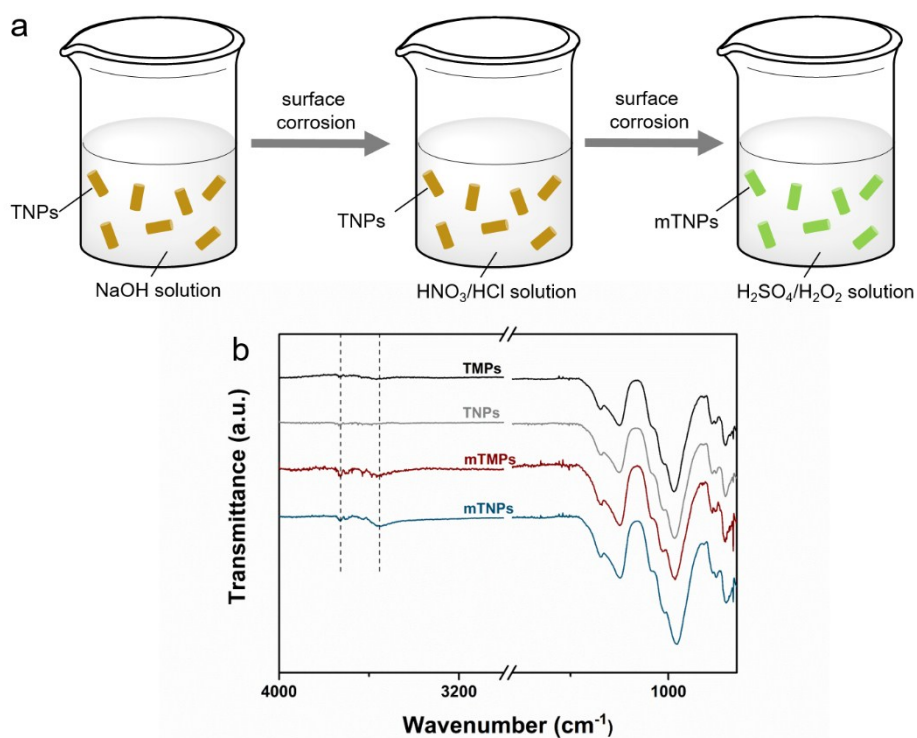 a
surface
corrosion
surface
corrosion
TNPs
TNPs
mTNPs
NaOH solution
HNO₃/HCl solution
H₂SO₄/H₂O₂ solution
b
TMPs
TNPs
mTMPs
mTNPs
Transmittance (a.u.)
4000
3200
1000
Wavenumber (cm⁻¹)